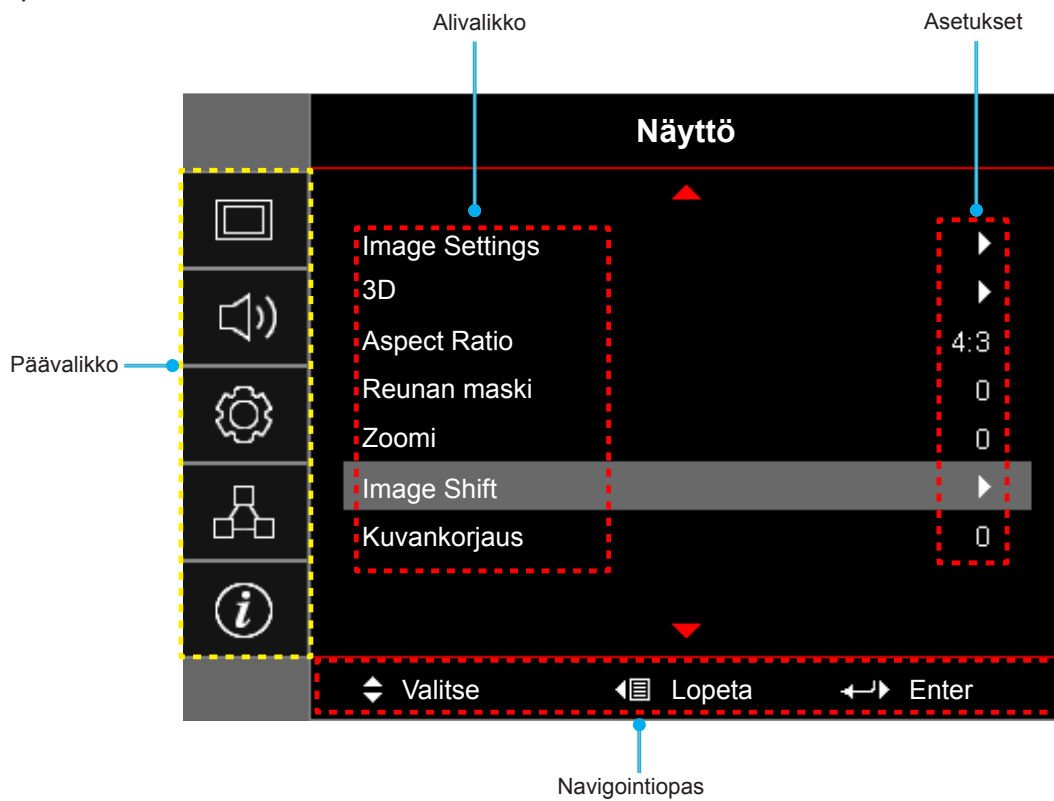 Alivalikko
Asetukset
Näyttö
Image Settings
3D
Aspect Ratio 4:3
Päävalikko
Reunan maski 0
Zoomi 0
Image Shift
Kuvankorjaus 0
Valitse Lopeta Enter
Navigointiopas